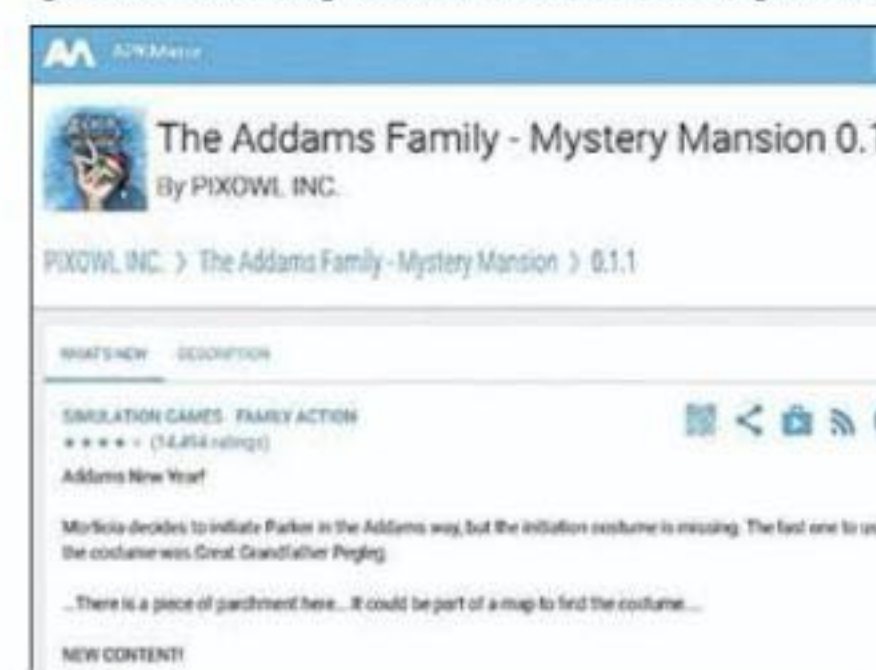 APKMirror
The Addams Family - Mystery Mansion 0.1
By PIXOWL INC.
PIXOWL INC. > The Addams Family - Mystery Mansion > 0.1.1
WHAT'S NEW DESCRIPTION
SIMULATION GAMES FAMILY ACTION
ratings)
Addams New Year!
Morticia decides to initiate Parker in the Addams way, but the initiation costume is missing. The last one to
the costume was Great Grandfather Pegleg.
...There is a piece of parchment here... It could be part of a map to find the costume...
NEW CONTENT!